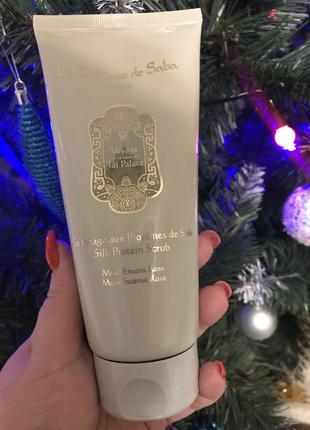 de Saba
Voyage
Taj Palace
aux Protéines de Soie
Silk Protein Scrub
Musc Encens Rose
Musk Incense Rose